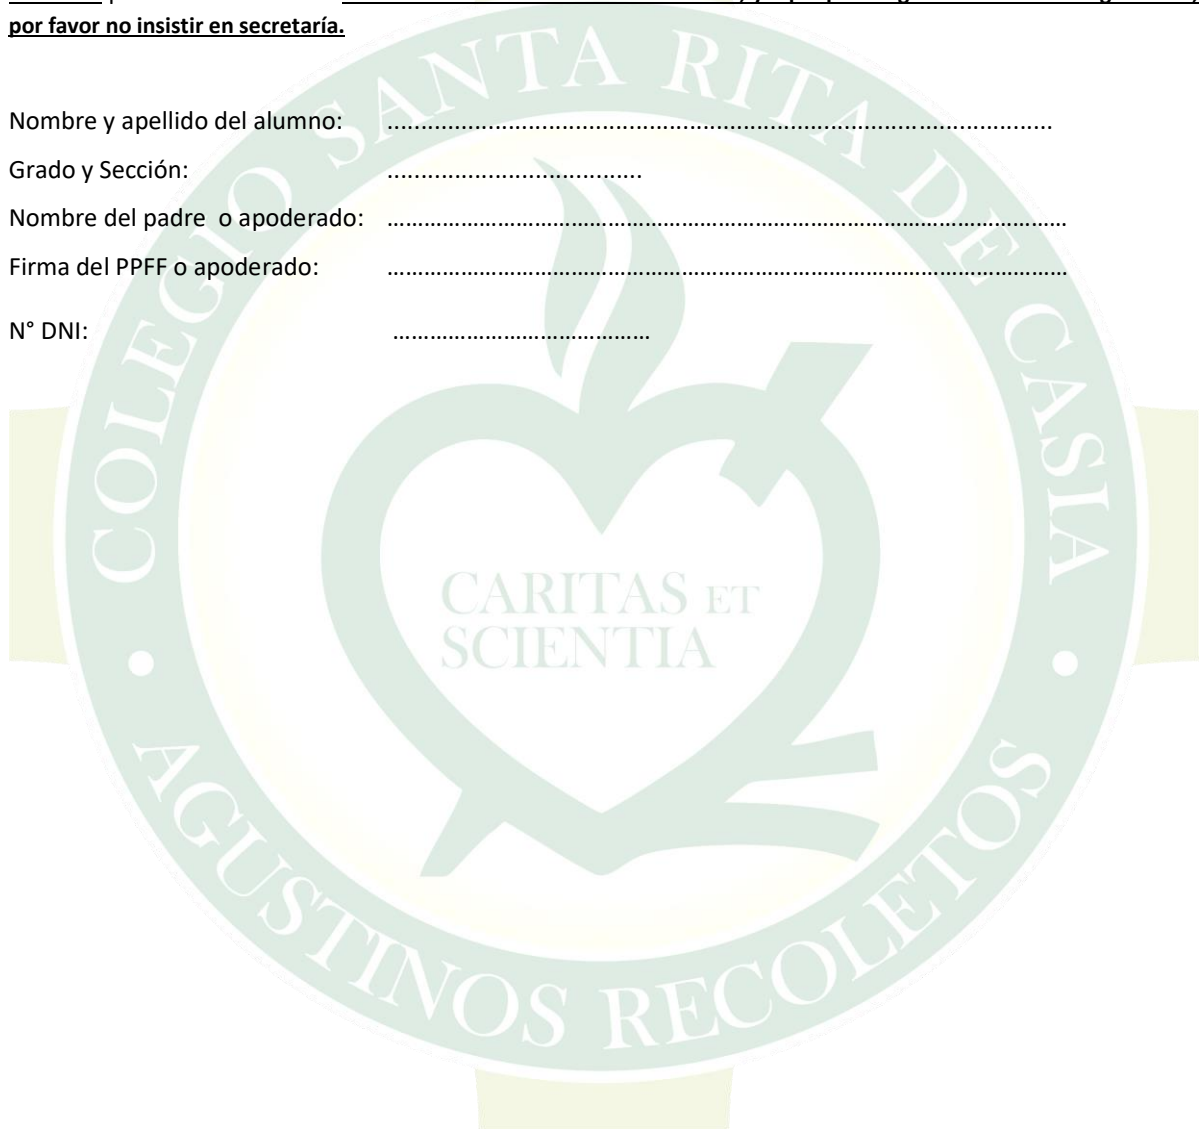 por favor no insistir en secretaría.
Nombre y apellido del alumno: ........................................................................................................
Grado y Sección: ......................................
Nombre del padre o apoderado: ........................................................................................................
Firma del PPFF o apoderado: ........................................................................................................
N° DNI: ......................................
COLEGIO SANTA RITA DE CASIA
CARITAS ET
SCIENTIA
AGUSTINOS RECOLETOS